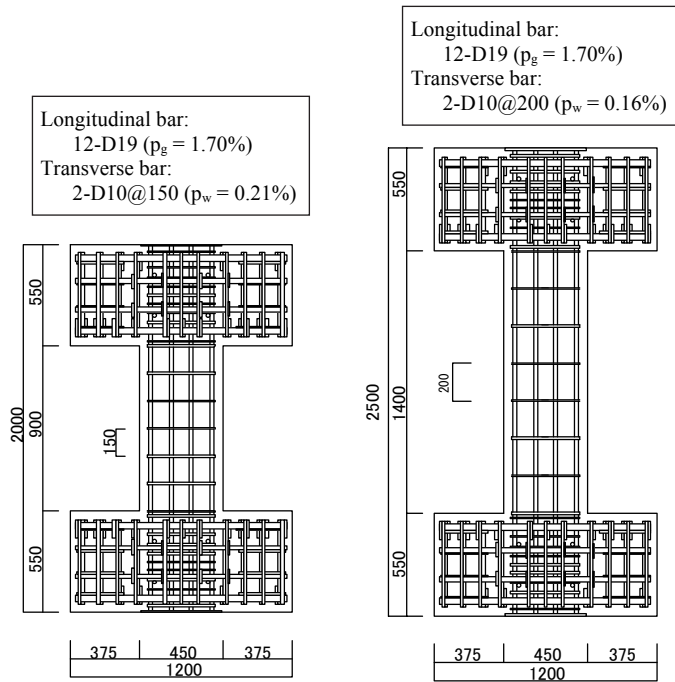 Longitudinal bar:
12-D19 (pg = 1.70%)
Transverse bar:
2-D10@150 (pw = 0.21%)
2000
550
900
550
150
375
450
375
1200
Longitudinal bar:
12-D19 (pg = 1.70%)
Transverse bar:
2-D10@200 (pw = 0.16%)
2500
550
1400
550
200
375
450
375
1200